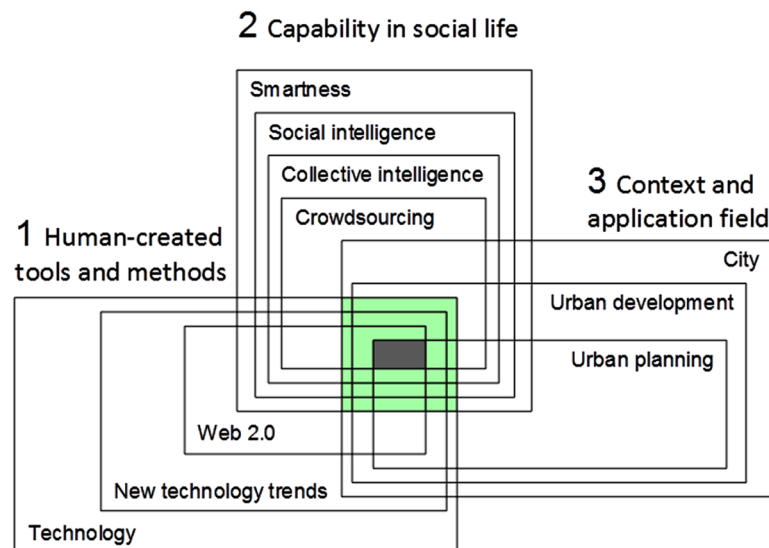 2 Capability in social life
Smartness
Social intelligence
Collective intelligence
Crowdsourcing
3 Context and
application field
City
Urban development
Urban planning
1 Human-created
tools and methods
Web 2.0
New technology trends
Technology